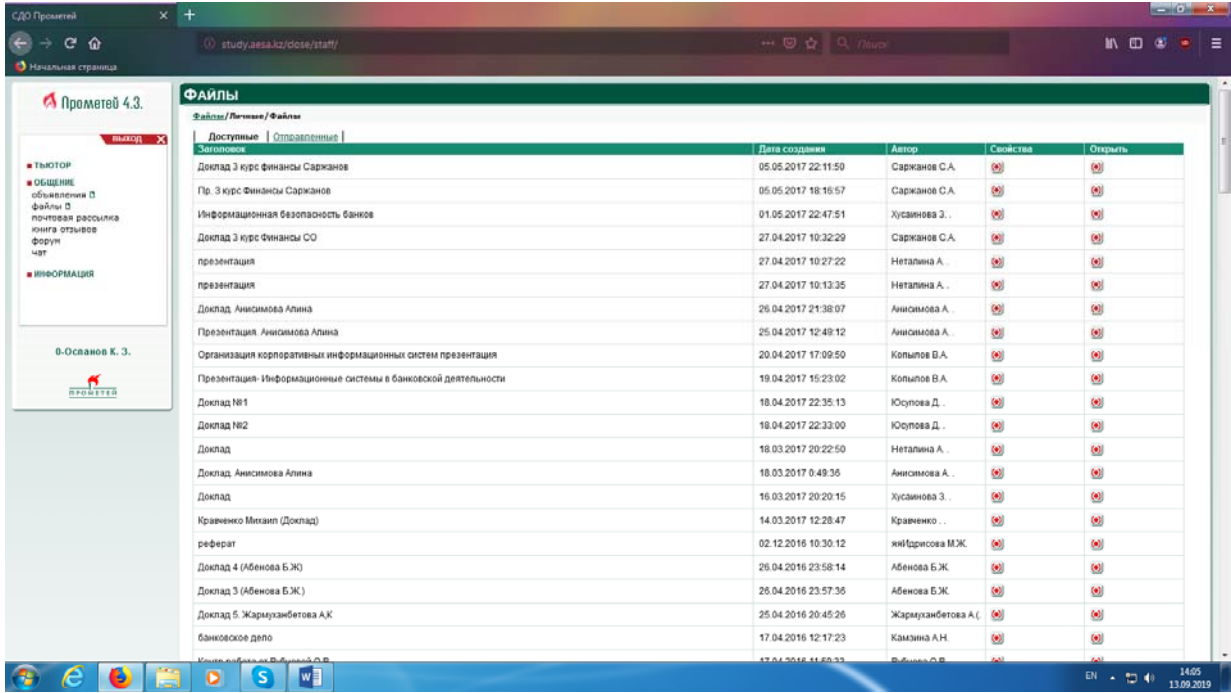 СДО Прометей
study.aesa.kz/close/staff/
Поиск
Начальная страница
Прометей 4.3.
ВЫХОД
ТЬЮТОР
ОБЩЕНИЕ
объявления
файлы
почтовая рассылка
книга отзывов
форум
чат
ИНФОРМАЦИЯ
0-Оспанов К. З.
ПРОМЕТЕЙ
ФАЙЛЫ
Файлы/Личные/Файлы
Доступные | Отправленные |
Заголовок Дата создания Автор Свойства Открыть
Доклад 3 курс финансы Саржанов 05.05.2017 22:11:50 Саржанов С.А.
Пр. 3 курс Финансы Саржанов 05.05.2017 18:16:57 Саржанов С.А.
Информационная безопасность банков 01.05.2017 22:47:51 Хусаинова З. .
Доклад 3 курс Финансы СО 27.04.2017 10:32:29 Саржанов С.А.
презентация 27.04.2017 10:27:22 Неталина А. .
презентация 27.04.2017 10:13:35 Неталина А. .
Доклад. Анисимова Алина 26.04.2017 21:38:07 Анисимова А. .
Презентация. Анисимова Алина 25.04.2017 12:49:12 Анисимова А. .
Организация корпоративных информационных систем презентация 20.04.2017 17:09:50 Копылов В.А.
Презентация- Информационные системы в банковской деятельности 19.04.2017 15:23:02 Копылов В.А.
Доклад №1 18.04.2017 22:35:13 Юсупова Д. .
Доклад №2 18.04.2017 22:33:00 Юсупова Д. .
Доклад 18.03.2017 20:22:50 Неталина А. .
Доклад. Анисимова Алина 18.03.2017 0:49:36 Анисимова А. .
Доклад 16.03.2017 20:20:15 Хусаинова З. .
Кравченко Михаил (Доклад) 14.03.2017 12:28:47 Кравченко . .
реферат 02.12.2016 10:30:12 яяИдрисова М.Ж.
Доклад 4 (Абенова Б.Ж) 26.04.2016 23:58:14 Абенова Б.Ж.
Доклад 3 (Абенова Б.Ж.) 26.04.2016 23:57:36 Абенова Б.Ж.
Доклад 5. Жармуханбетова А,К 25.04.2016 20:45:26 Жармуханбетова А.(.
банковское дело 17.04.2016 12:17:23 Камзина А.Н.
EN 14:05
13.09.2019